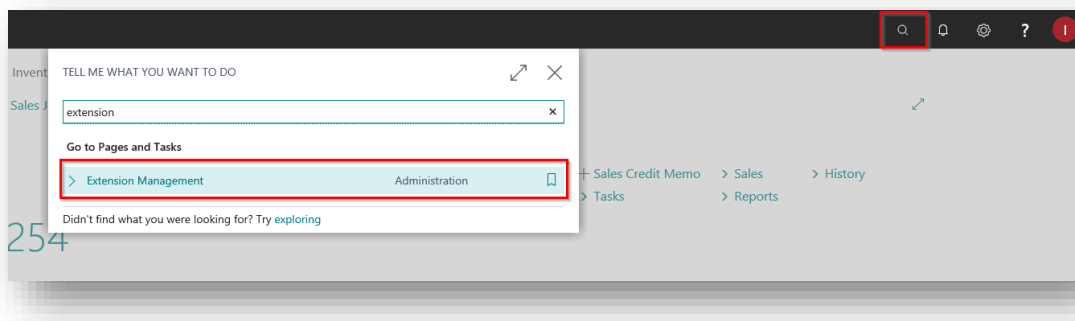 ?
I
Invent
TELL ME WHAT YOU WANT TO DO
Sales J
extension
Go to Pages and Tasks
Extension Management Administration
Sales Credit Memo Sales History
Tasks Reports
Didn't find what you were looking for? Try exploring
254